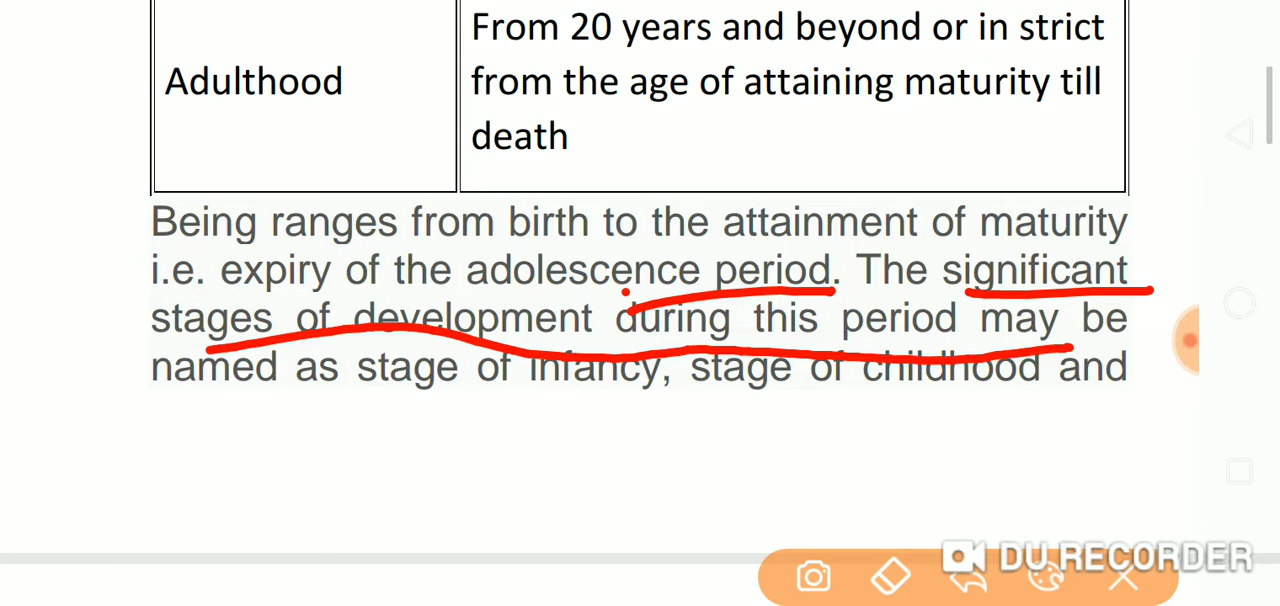 From 20 years and beyond or in strict
Adulthood
from the age of attaining maturity till
death
Being ranges from birth to the attainment of maturity
i.e. expiry of the adolescence period. The significant
stages of development during this period may be
named as stage of infancy, stage of childhood and
DU RECORDER